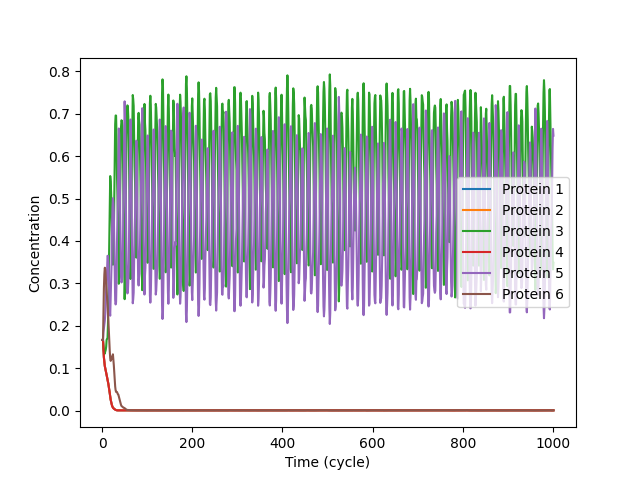 0.8
0.7
0.6
0.5
0.4
0.3
0.2
0.1
0.0
Concentration
Protein 1
Protein 2
Protein 3
Protein 4
Protein 5
Protein 6
0 200 400 600 800 1000
Time (cycle)